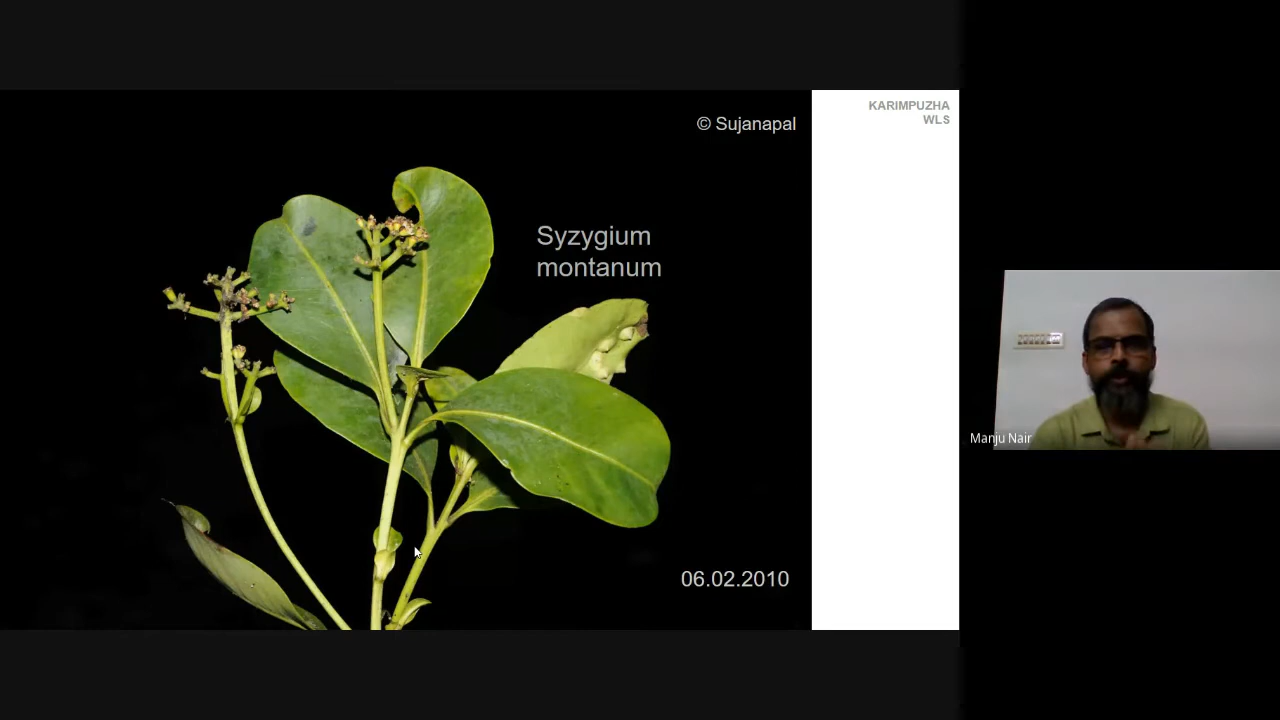 © Sujanapal
KARIMPUZHA
WLS
Syzygium
montanum
06.02.2010
Manju Nair